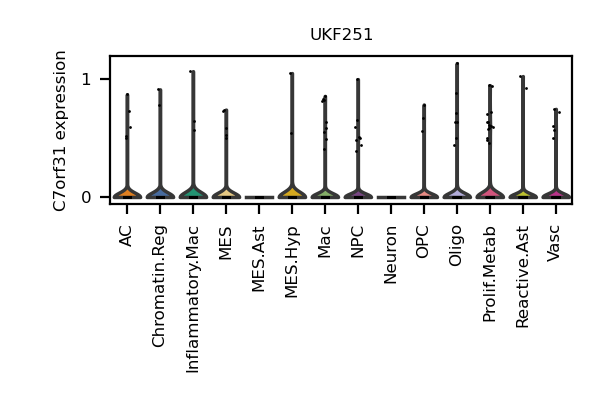 UKF251
C7orf31 expression
1
0
AC
Chromatin.Reg
Inflammatory.Mac
MES
MES.Ast
MES.Hyp
Mac
NPC
Neuron
OPC
Oligo
Prolif.Metab
Reactive.Ast
Vasc